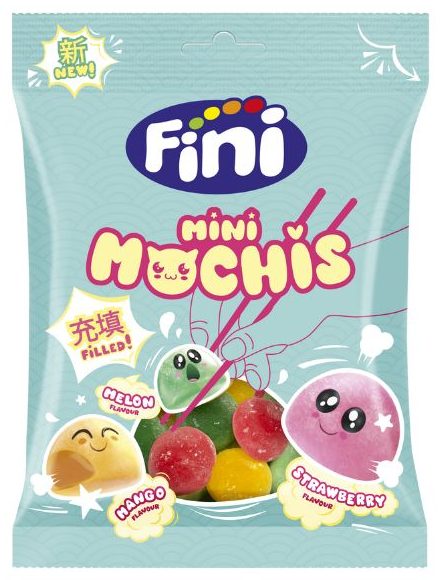 新
NEW!
Fini
MINI
MOCHIS
充填
FiLLED!
MELON
FLAVOUR
MANGO
FLAVOUR
STRAWBERRY
FLAVOUR